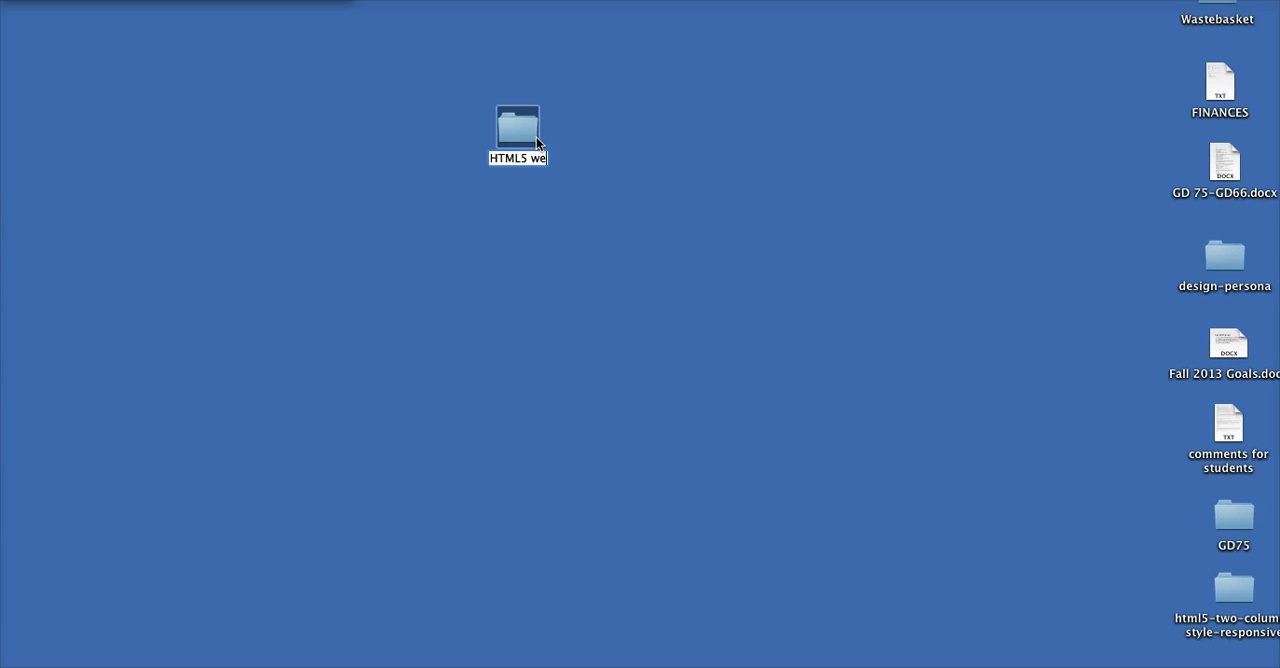 Wastebasket
HTML5 we
TXT
FINANCES
DOCX
GD 75-GD66.docx
design-persona
DOCX
Fall 2013 Goals.doc
TXT
comments for
students
GD75
html5-two-colum
style-responsive